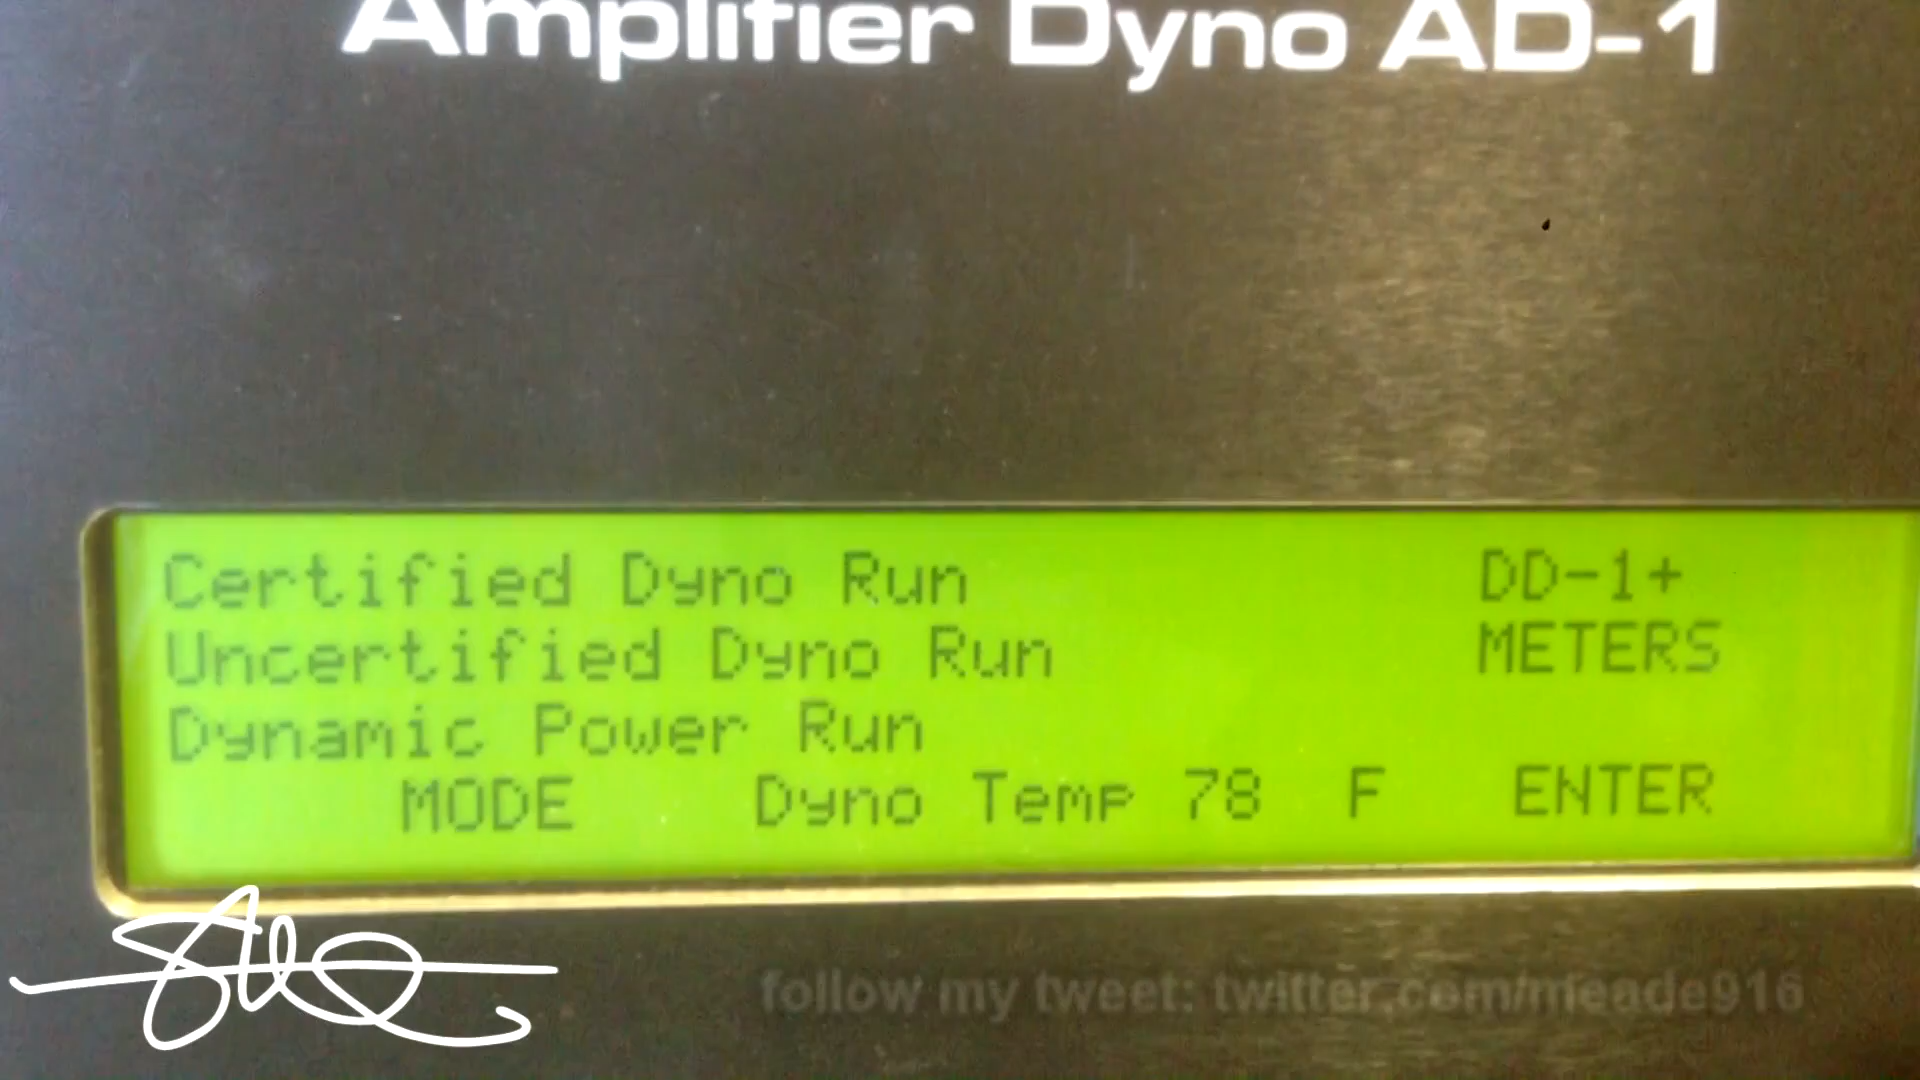 Amplifier Dyno AD-1
Certified Dyno Run DD-1+
Uncertified Dyno Run METERS
Dynamic Power Run
MODE Dyno Temp 78 F ENTER
follow my tweet: twitter.com/meade916